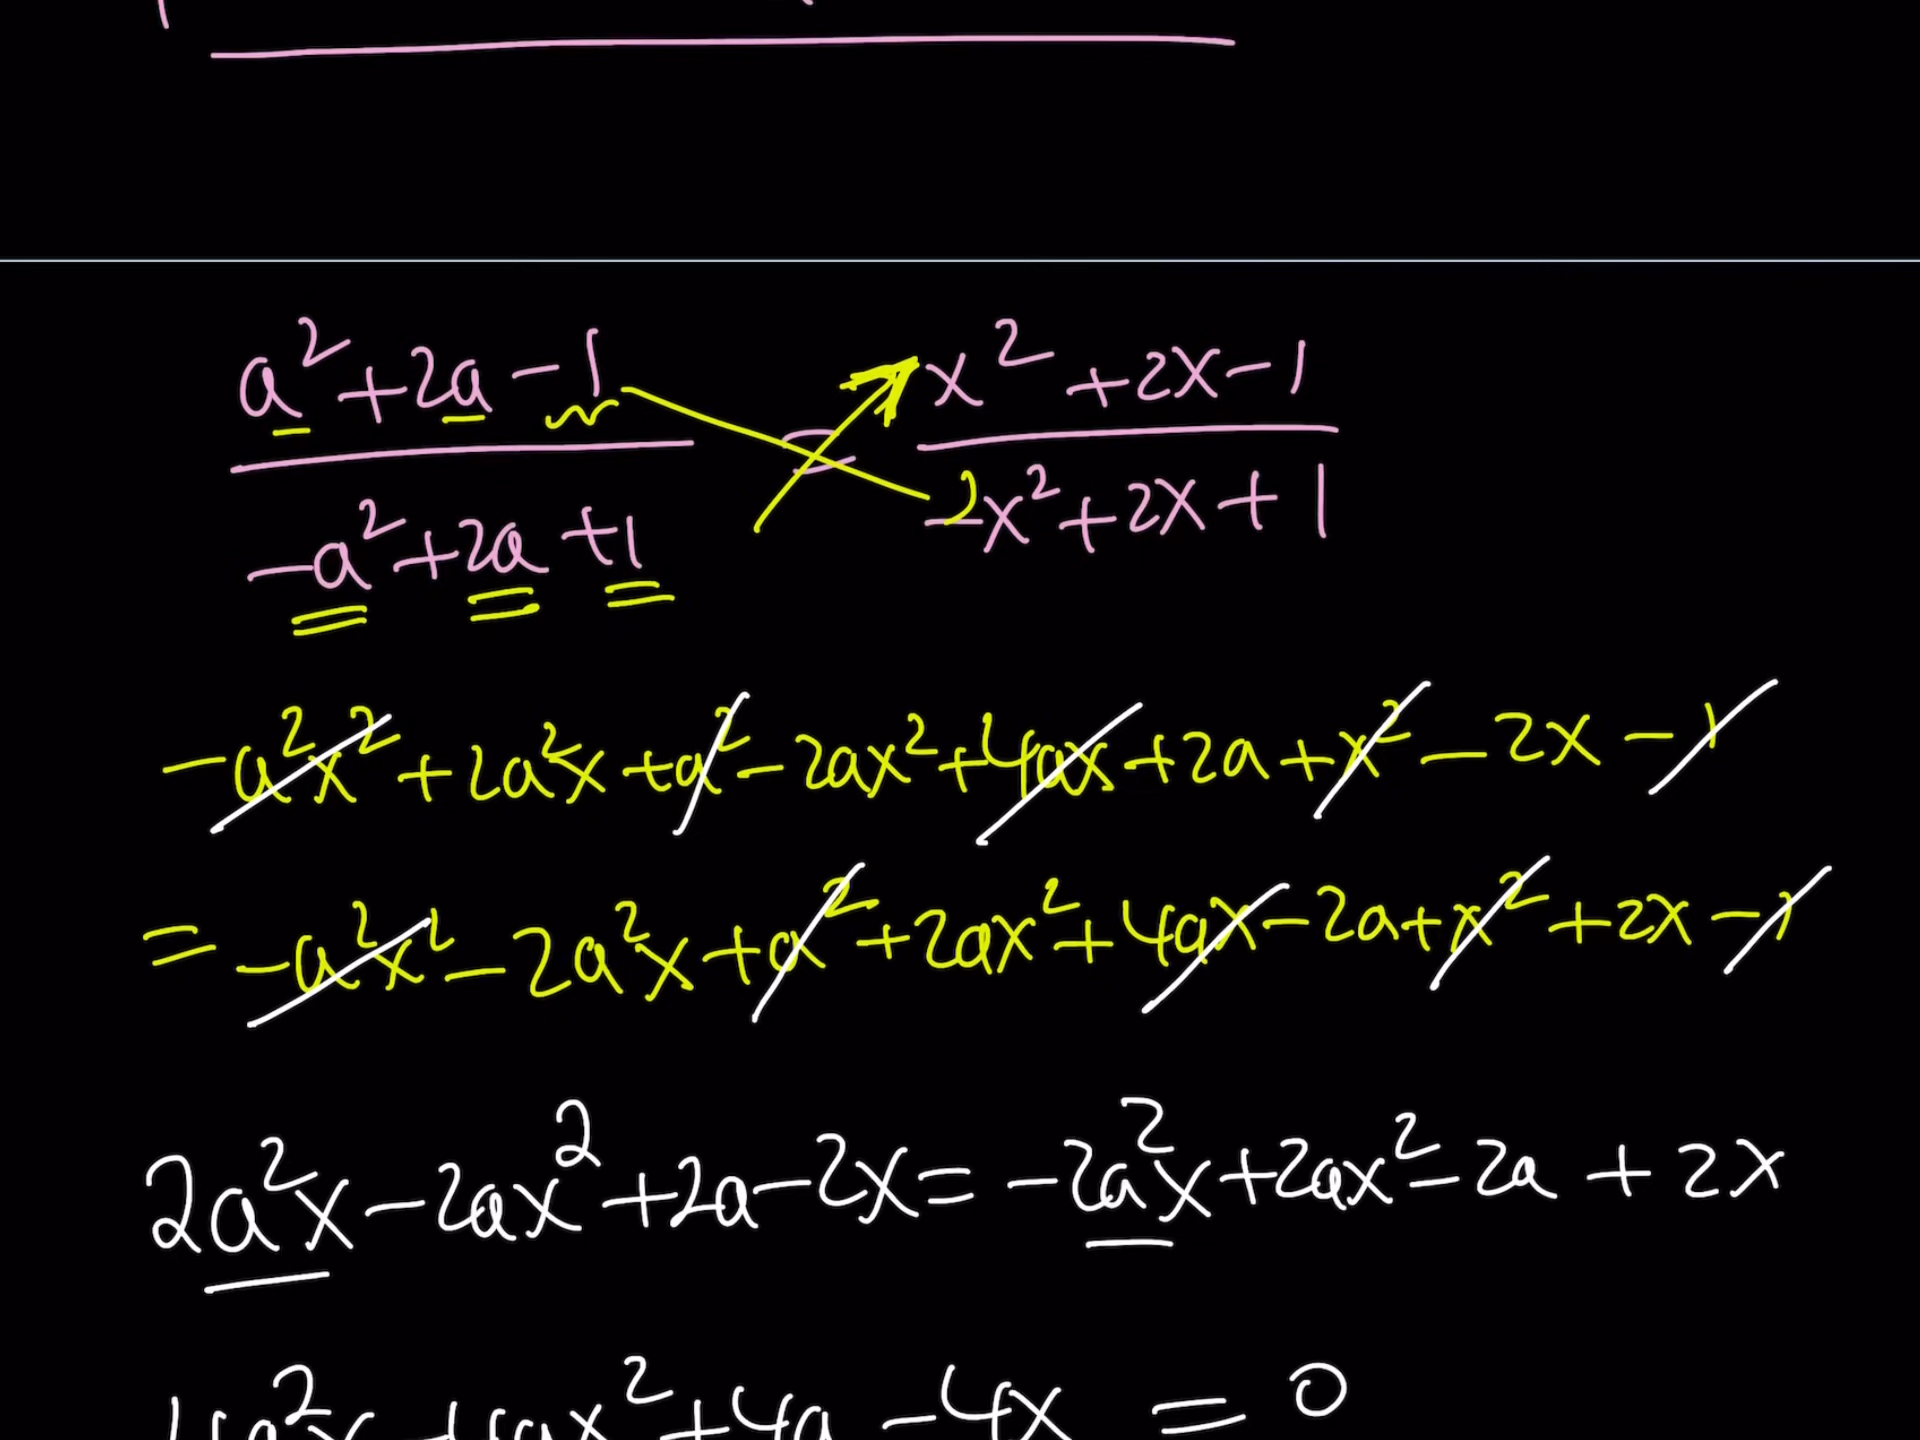 a²+2a-1 / -a²+2a+1 = x²+2x-1 / -x²+2x+1
-a²x²+2a²x+a²-2ax²+4ax+2a+x²-2x-1
=-a²x²-2a²x+a²+2ax²+4ax-2a+x²+2x-1
2a²x-2ax²+2a-2x=-2a²x+2ax²-2a+2x
4a²x-4ax²+4a-4x=0